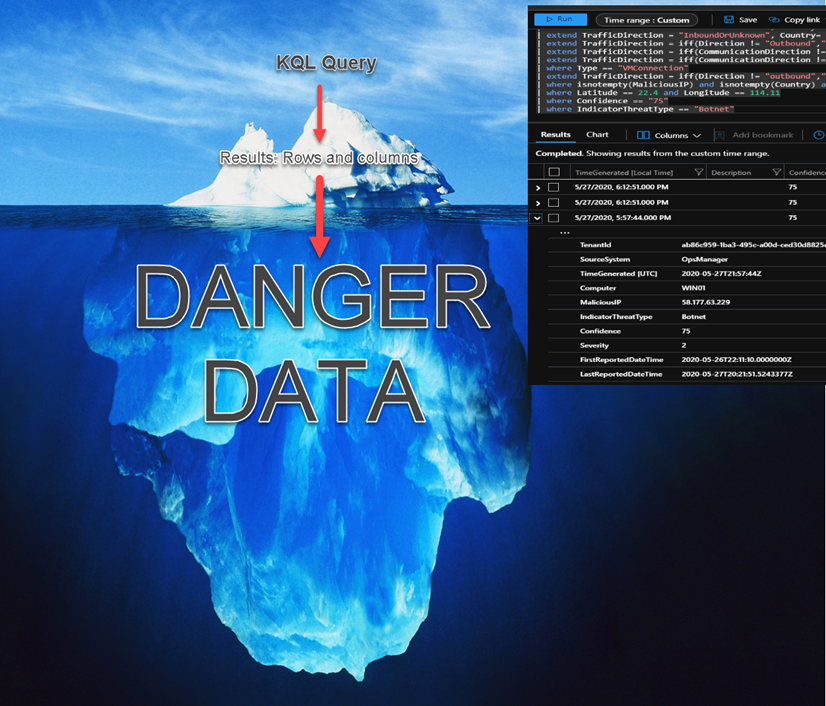 KQL Query
Results: Rows and columns
DANGER
DATA
Run Time range : Custom Save Copy link
| extend TrafficDirection = "InboundOrUnknown", Country=
| extend TrafficDirection = iff(Direction != "Outbound","
| extend TrafficDirection = iff(CommunicationDirection !=
| extend TrafficDirection = iff(CommunicationDirection !=
| where Type == "VMConnection"
| extend TrafficDirection = iff(Direction != "outbound","
| where isnotempty(MaliciousIP) and isnotempty(Country) a
| where Latitude == 22.4 and Longitude == 114.11
| where Confidence == "75"
| where IndicatorThreatType == "Botnet"
Results Chart Columns Add bookmark
Completed. Showing results from the custom time range.
TimeGenerated [Local Time] Description Confidence
5/27/2020, 6:12:51.000 PM 75
5/27/2020, 6:12:51.000 PM 75
5/27/2020, 5:57:44.000 PM 75
...
TenantId ab86c959-1ba3-495c-a00d-ced30d8825
SourceSystem OpsManager
TimeGenerated [UTC] 2020-05-27T21:57:44Z
Computer WIN01
MaliciousIP 58.177.63.229
IndicatorThreatType Botnet
Confidence 75
Severity 2
FirstReportedDateTime 2020-05-26T22:11:10.0000000Z
LastReportedDateTime 2020-05-27T20:21:51.5243377Z